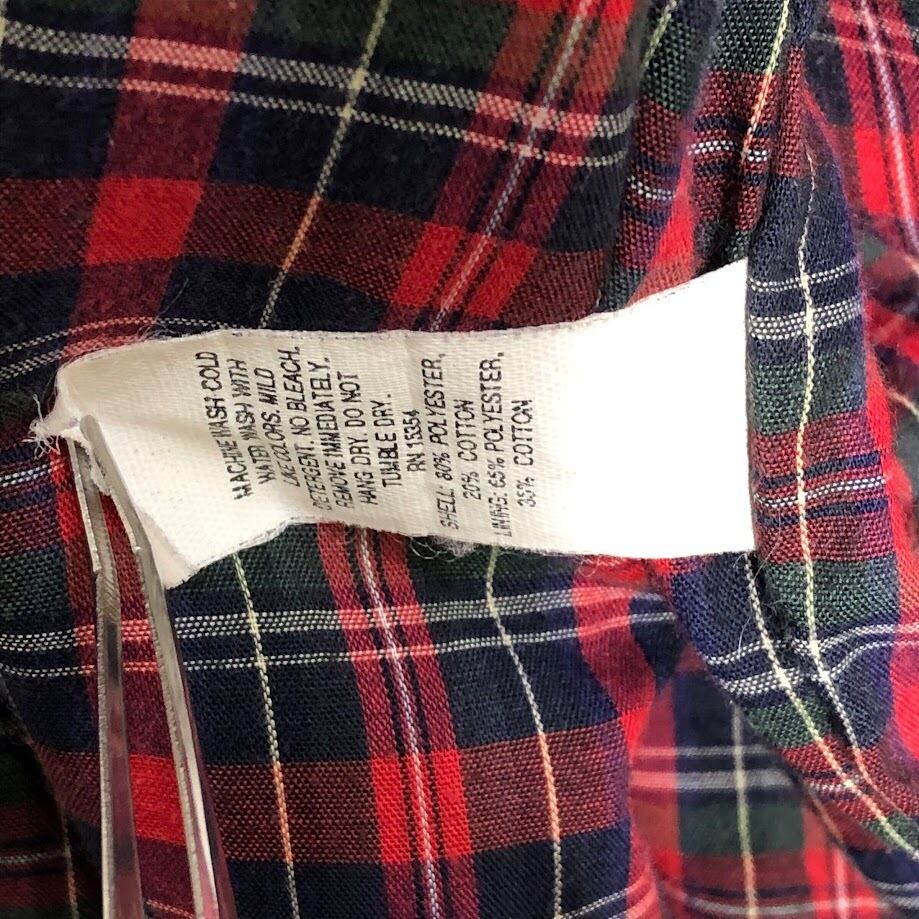 MACHINE WASH COLD
WATER WASH WITH
LIKE COLORS. MILD
DETERGENT. NO BLEACH.
REMOVE IMMEDIATELY.
HANG DRY. DO NOT
TUMBLE DRY.
RN 15354
SHELL: 80% POLYESTER,
20% COTTON
LINING: 65% POLYESTER,
35% COTTON